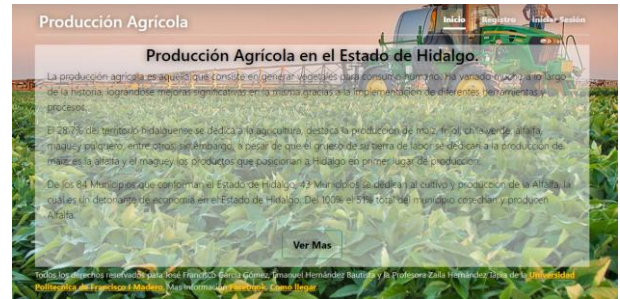 Producción Agrícola
Inicio Registro Iniciar Sesión
Producción Agrícola en el Estado de Hidalgo.
La producción agrícola es aquella que consiste en generar vegetales para consumo humano. Ha variado mucho, a lo largo
de la historia, lográndose mejoras significativas en la misma gracias a la implementación de diferentes herramientas y
procesos.
El 28.7% del territorio hidalguense se dedica a la agricultura, destaca la producción de maíz, frijol, chile verde, alfalfa,
maguey pulquero, entre otros; sin embargo, a pesar de que el grueso de su tierra de labor se dedican a la producción de
maíz, es la alfalfa y el maguey los productos que posicionan a Hidalgo en primer lugar de producción.
De los 84 Municipios que conforman el Estado de Hidalgo, 43 Municipios se dedican al cultivo y producción de la Alfalfa, la
cual es un detonante de economía en el Estado de Hidalgo. Del 100% el 51% total del municipio cosechan y producen
Alfalfa.
Ver Mas
Todos los derechos reservados para José Francisco García Gómez, Emanuel Hernández Bautista y la Profesora Zaila Hernández Tapia de la Universidad
Politecnica de Francisco I Madero, Mas Información Facebook, Como llegar